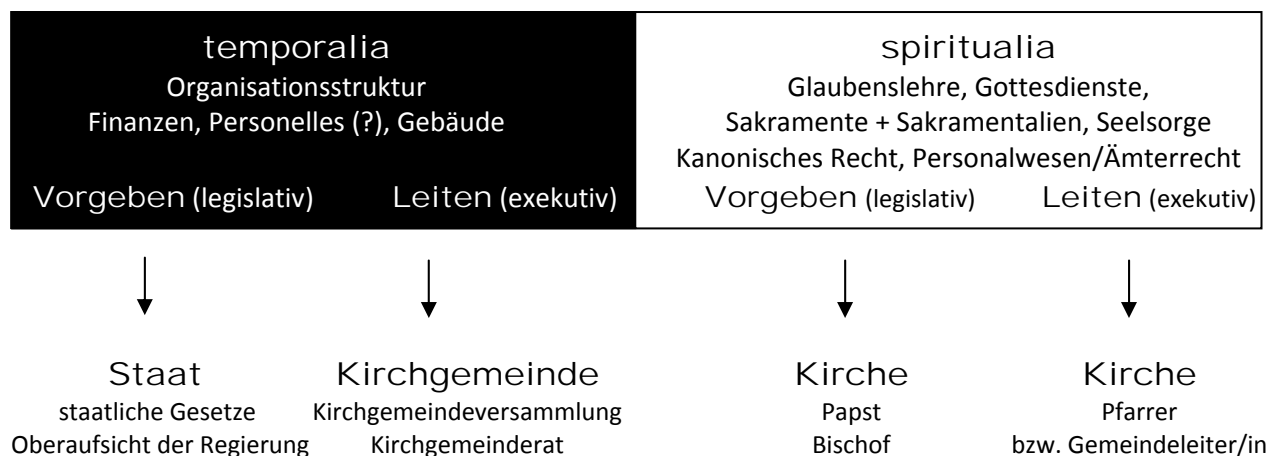 temporalia
Organisationsstruktur
Finanzen, Personelles (?), Gebäude
Vorgeben (legislativ) Leiten (exekutiv)
spiritualia
Glaubenslehre, Gottesdienste,
Sakramente + Sakramentalien, Seelsorge
Kanonisches Recht, Personalwesen/Ämterrecht
Vorgeben (legislativ) Leiten (exekutiv)
Staat
staatliche Gesetze
Oberaufsicht der Regierung
Kirchgemeinde
Kirchgemeindeversammlung
Kirchgemeinderat
Kirche
Papst
Bischof
Kirche
Pfarrer
bzw. Gemeindeleiter/in